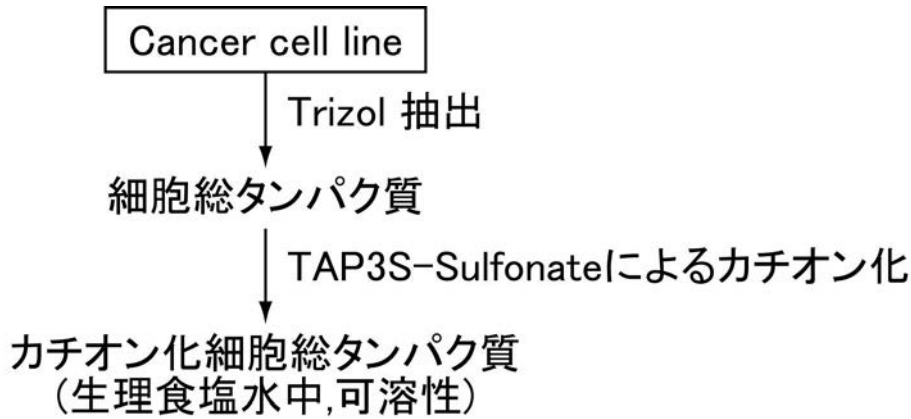 Cancer cell line
Trizol 抽出
細胞総タンパク質
TAP3S-Sulfonateによるカチオン化
カチオン化細胞総タンパク質
(生理食塩水中,可溶性)